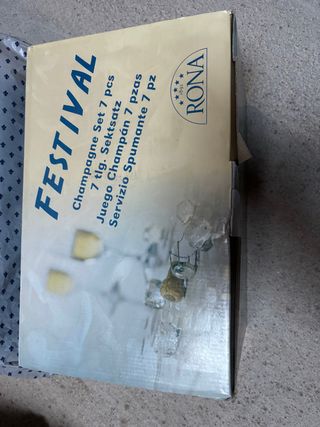 FESTIVAL
Champagne Set 7 pcs
7 tlg. Sektsatz
Juego Champán 7 pzas
Servizio Spumante 7 pz
RONA